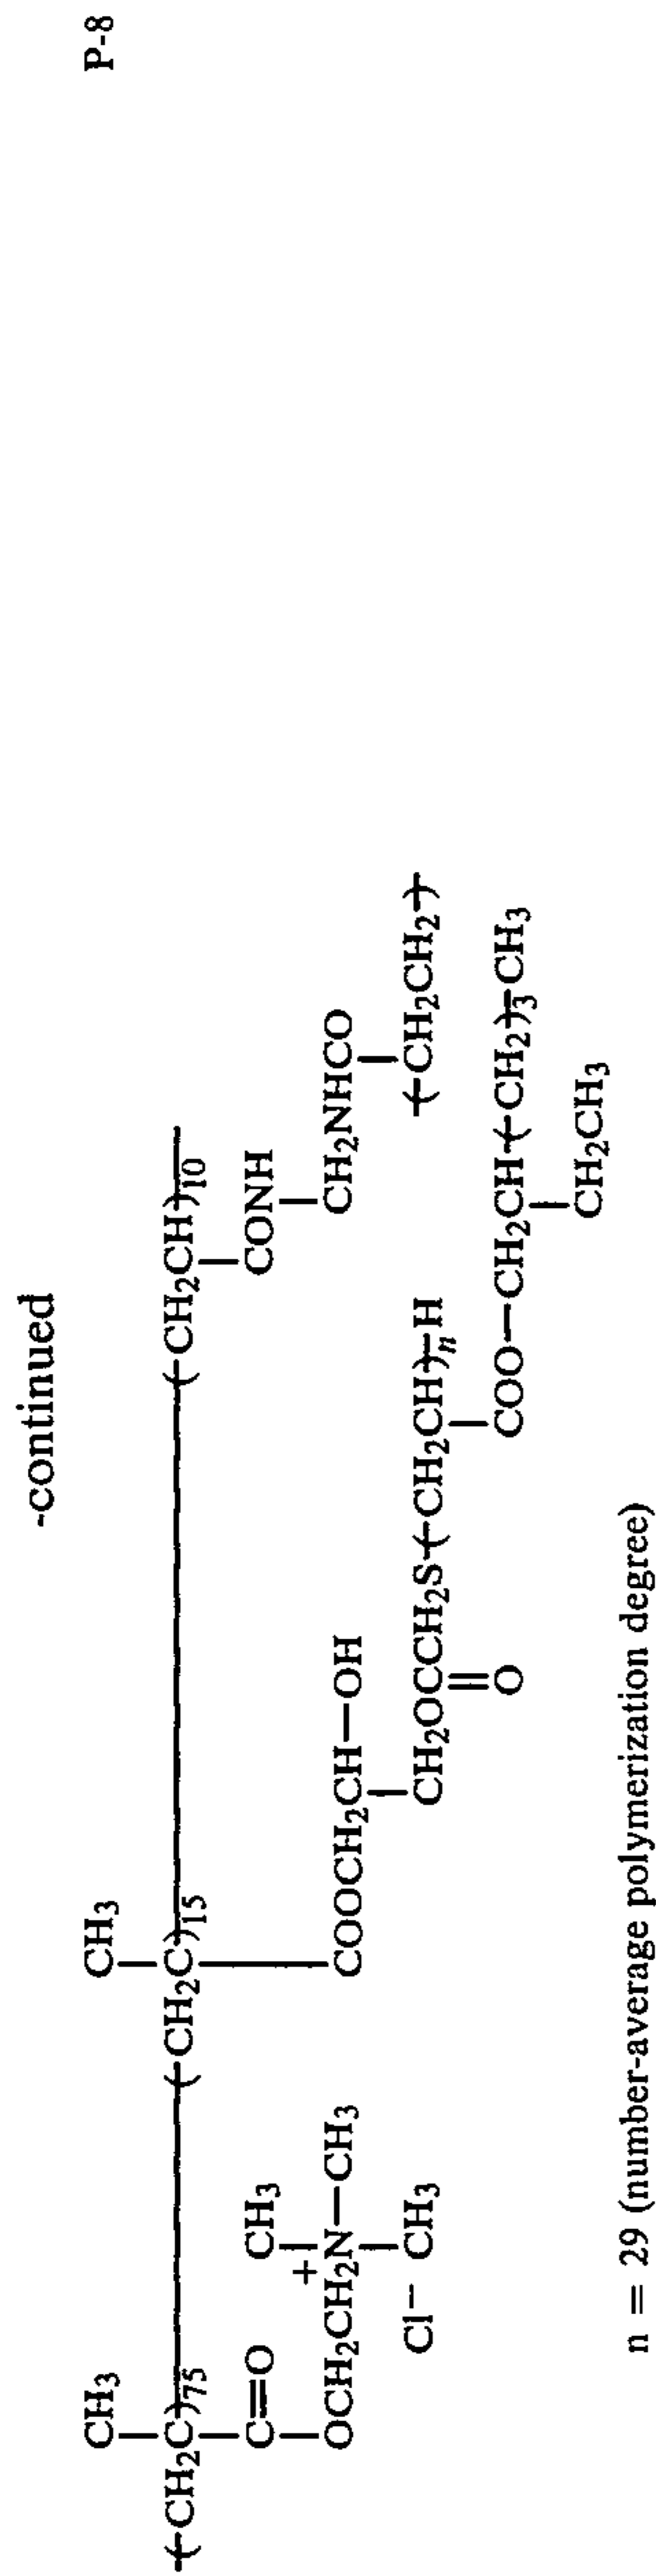 -continued
P-8
CH3 CH3
(CH2C)75 (CH2C)15 (CH2CH)10
C=O CH3 CONH
OCH2CH2N+—CH3 COOCH2CH—OH CH2NHCO
Cl− CH3 CH2OCCH2S(CH2CH)nH (CH2CH2)
O COO—CH2CH(CH2)3CH3
CH2CH3
n = 29 (number-average polymerization degree)